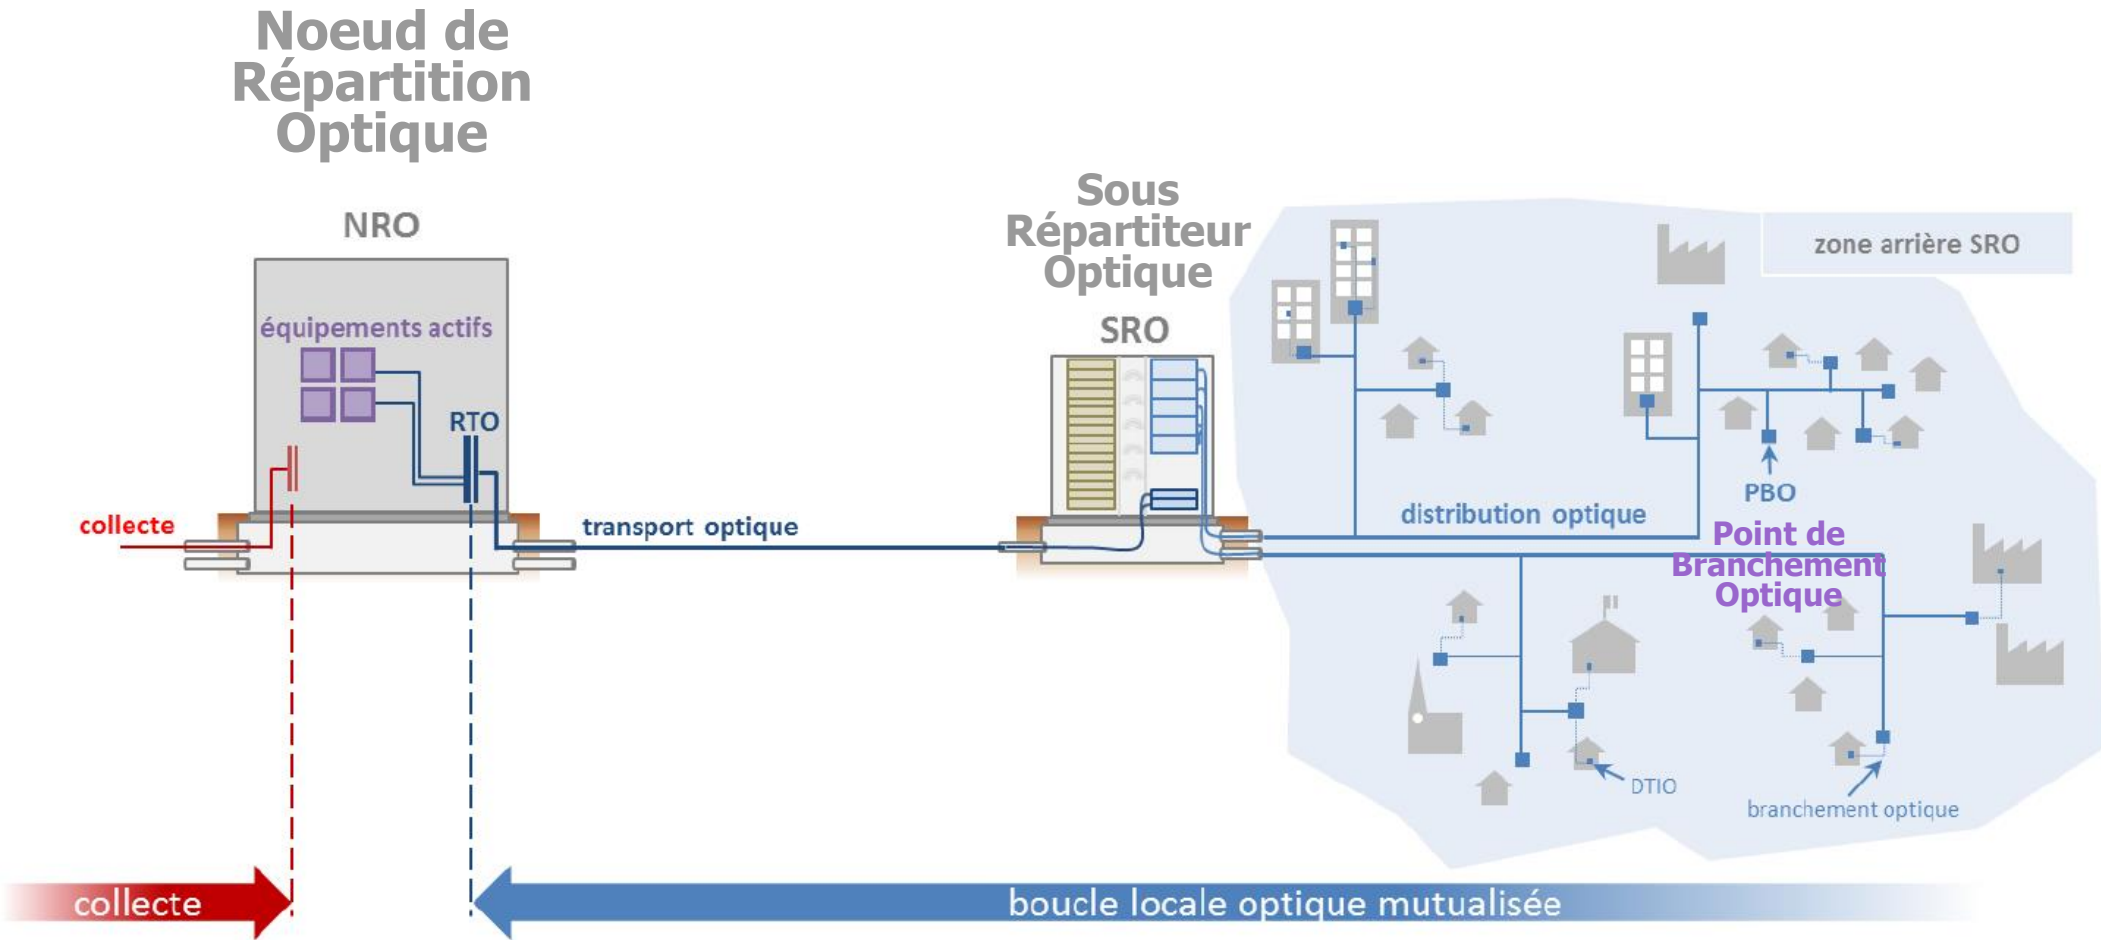 Noeud de
Répartition
Optique
NRO
équipements actifs
RTO
collecte
transport optique
Sous
Répartiteur
Optique
SRO
zone arrière SRO
PBO
distribution optique
Point de
Branchement
Optique
DTIO
branchement optique
collecte
boucle locale optique mutualisée